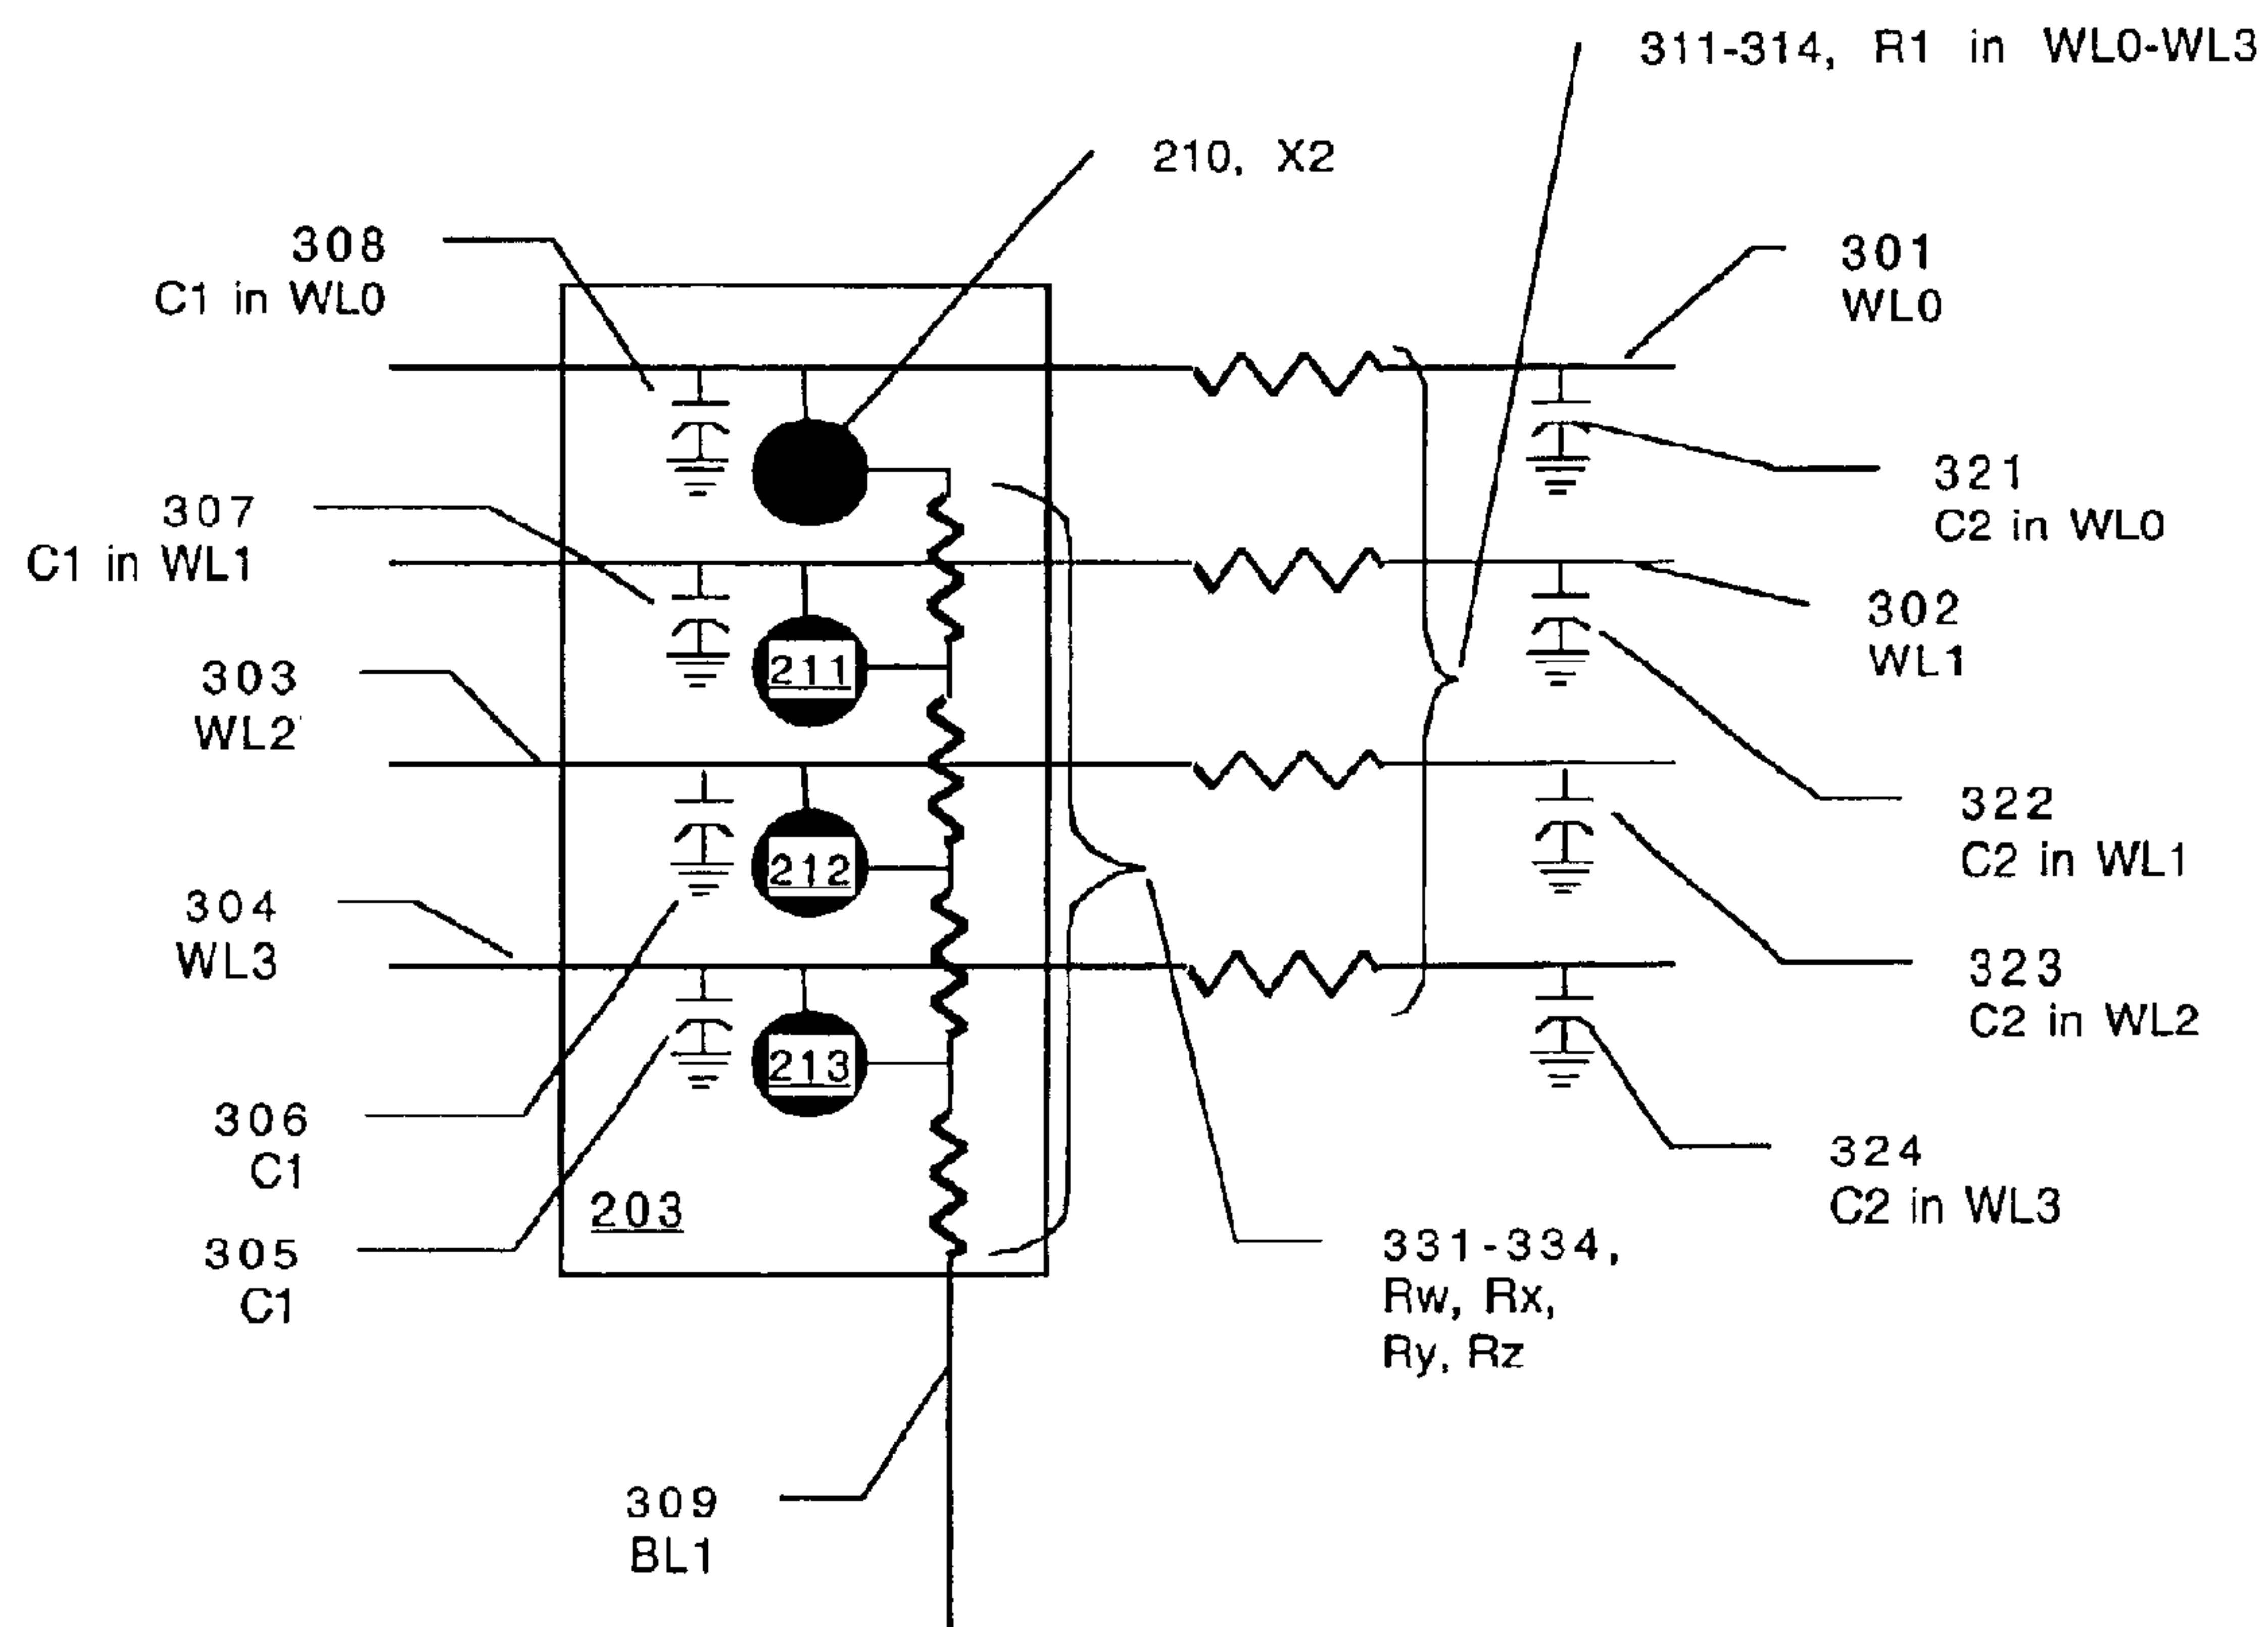 311-314, R1 in WL0-WL3
210, X2
308
C1 in WL0
301
WL0
321
C2 in WL0
307
C1 in WL1
302
WL1
211
303
WL2
322
C2 in WL1
212
304
WL3
323
C2 in WL2
213
306
C1
324
C2 in WL3
203
305
C1
331-334,
Rw, Rx,
Ry, Rz
309
BL1